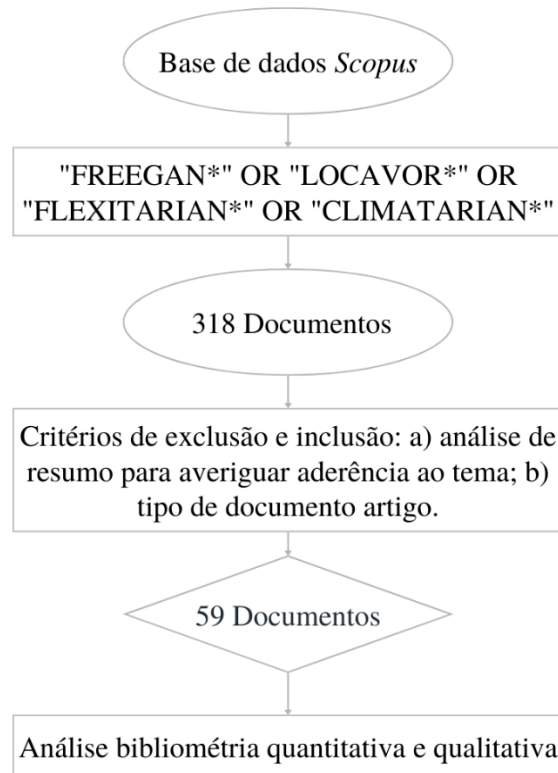 Base de dados Scopus
"FREEGAN*" OR "LOCAVOR*" OR
"FLEXITARIAN*" OR "CLIMATARIAN*"
318 Documentos
Critérios de exclusão e inclusão: a) análise de
resumo para averiguar aderência ao tema; b)
tipo de documento artigo.
59 Documentos
Análise bibliométria quantitativa e qualitativa